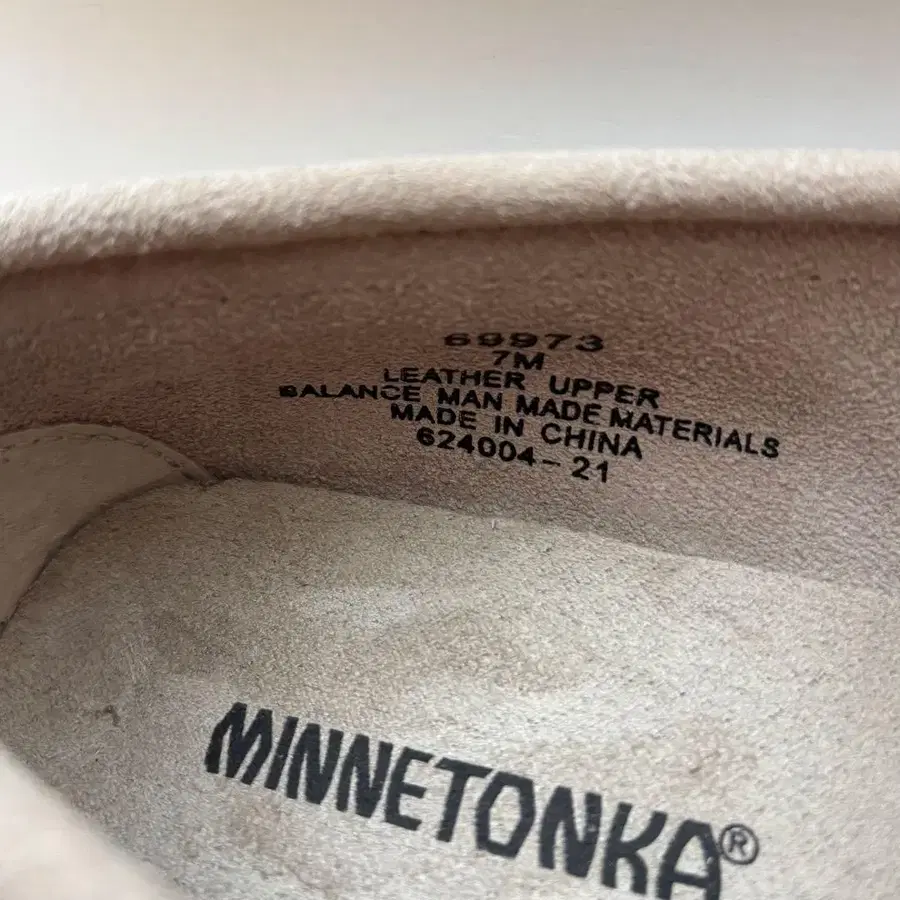 69973
7M
LEATHER UPPER
BALANCE MAN MADE MATERIALS
MADE IN CHINA
624004-21
MINNETONKA®